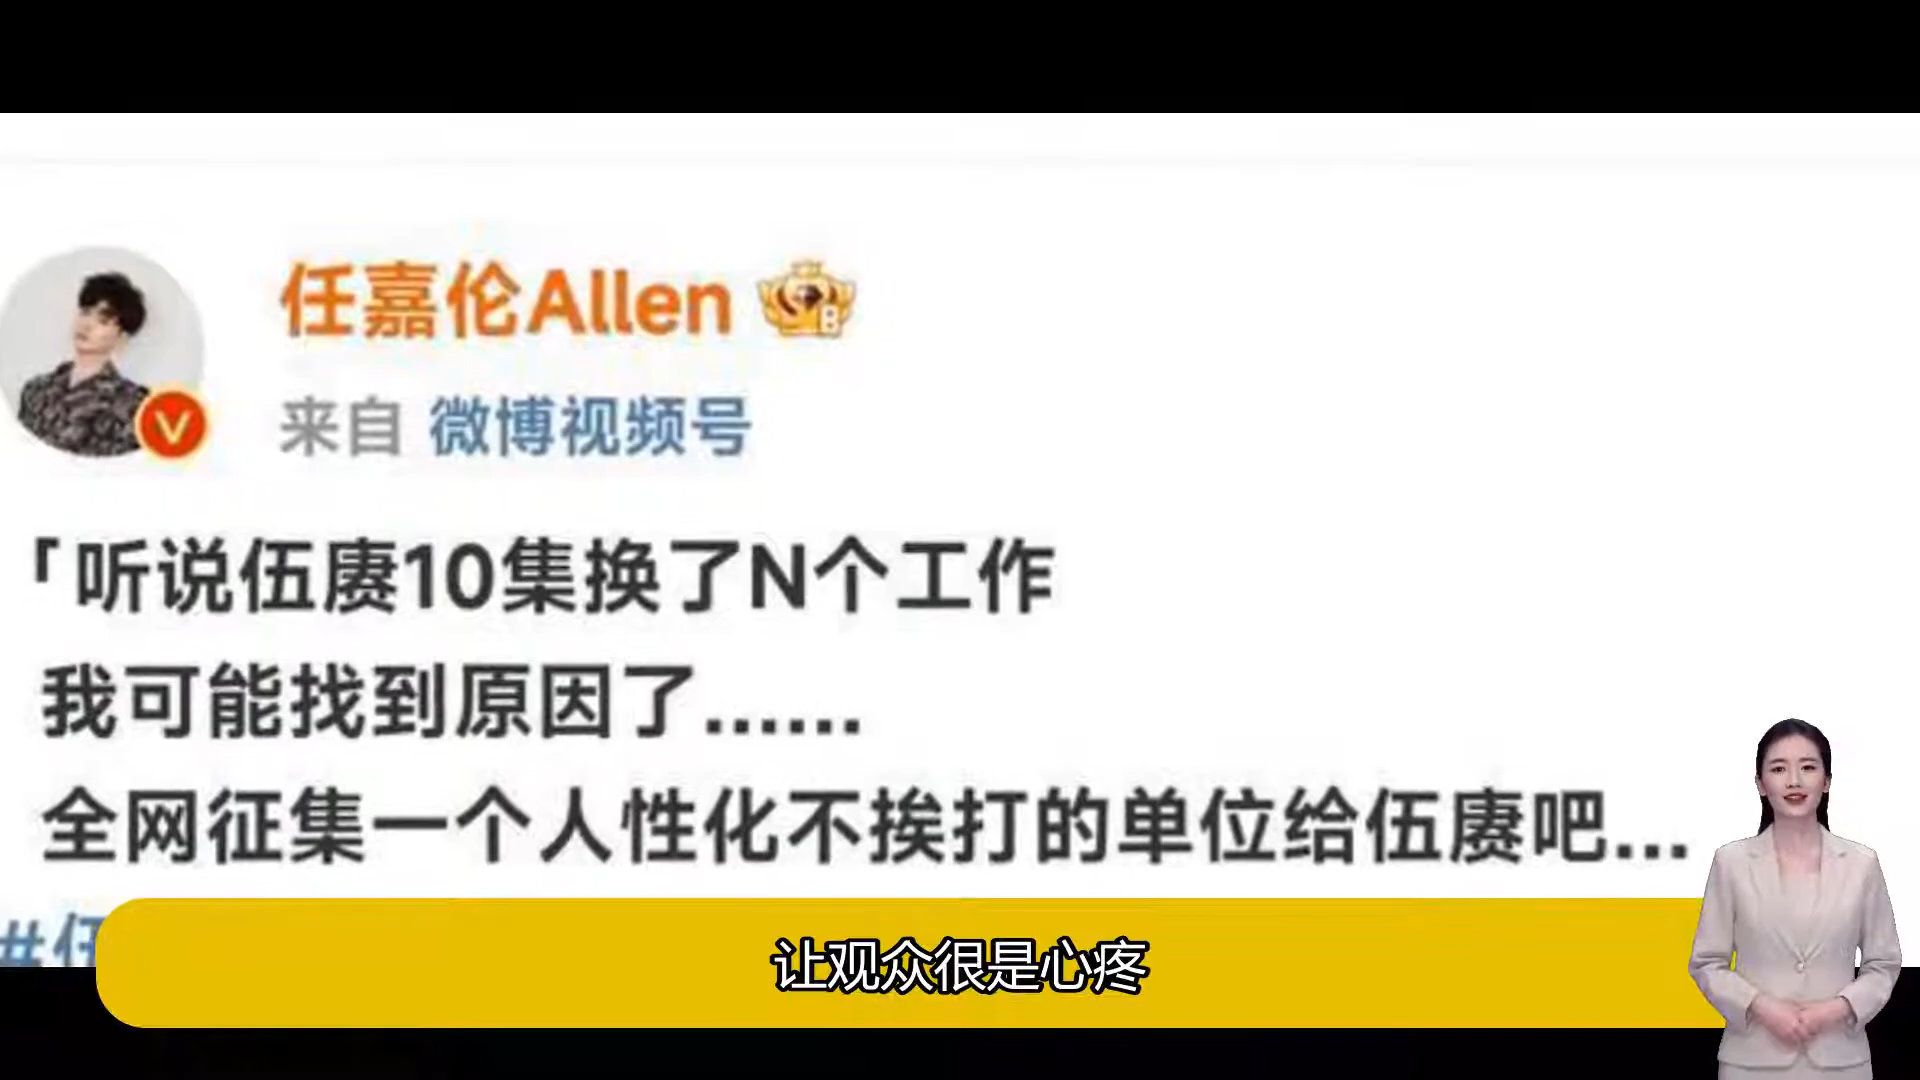 任嘉伦Allen
来自 微博视频号
「听说伍赓10集换了N个工作
我可能找到原因了......
全网征集一个人性化不挨打的单位给伍赓吧...
#任
让观众很是心疼